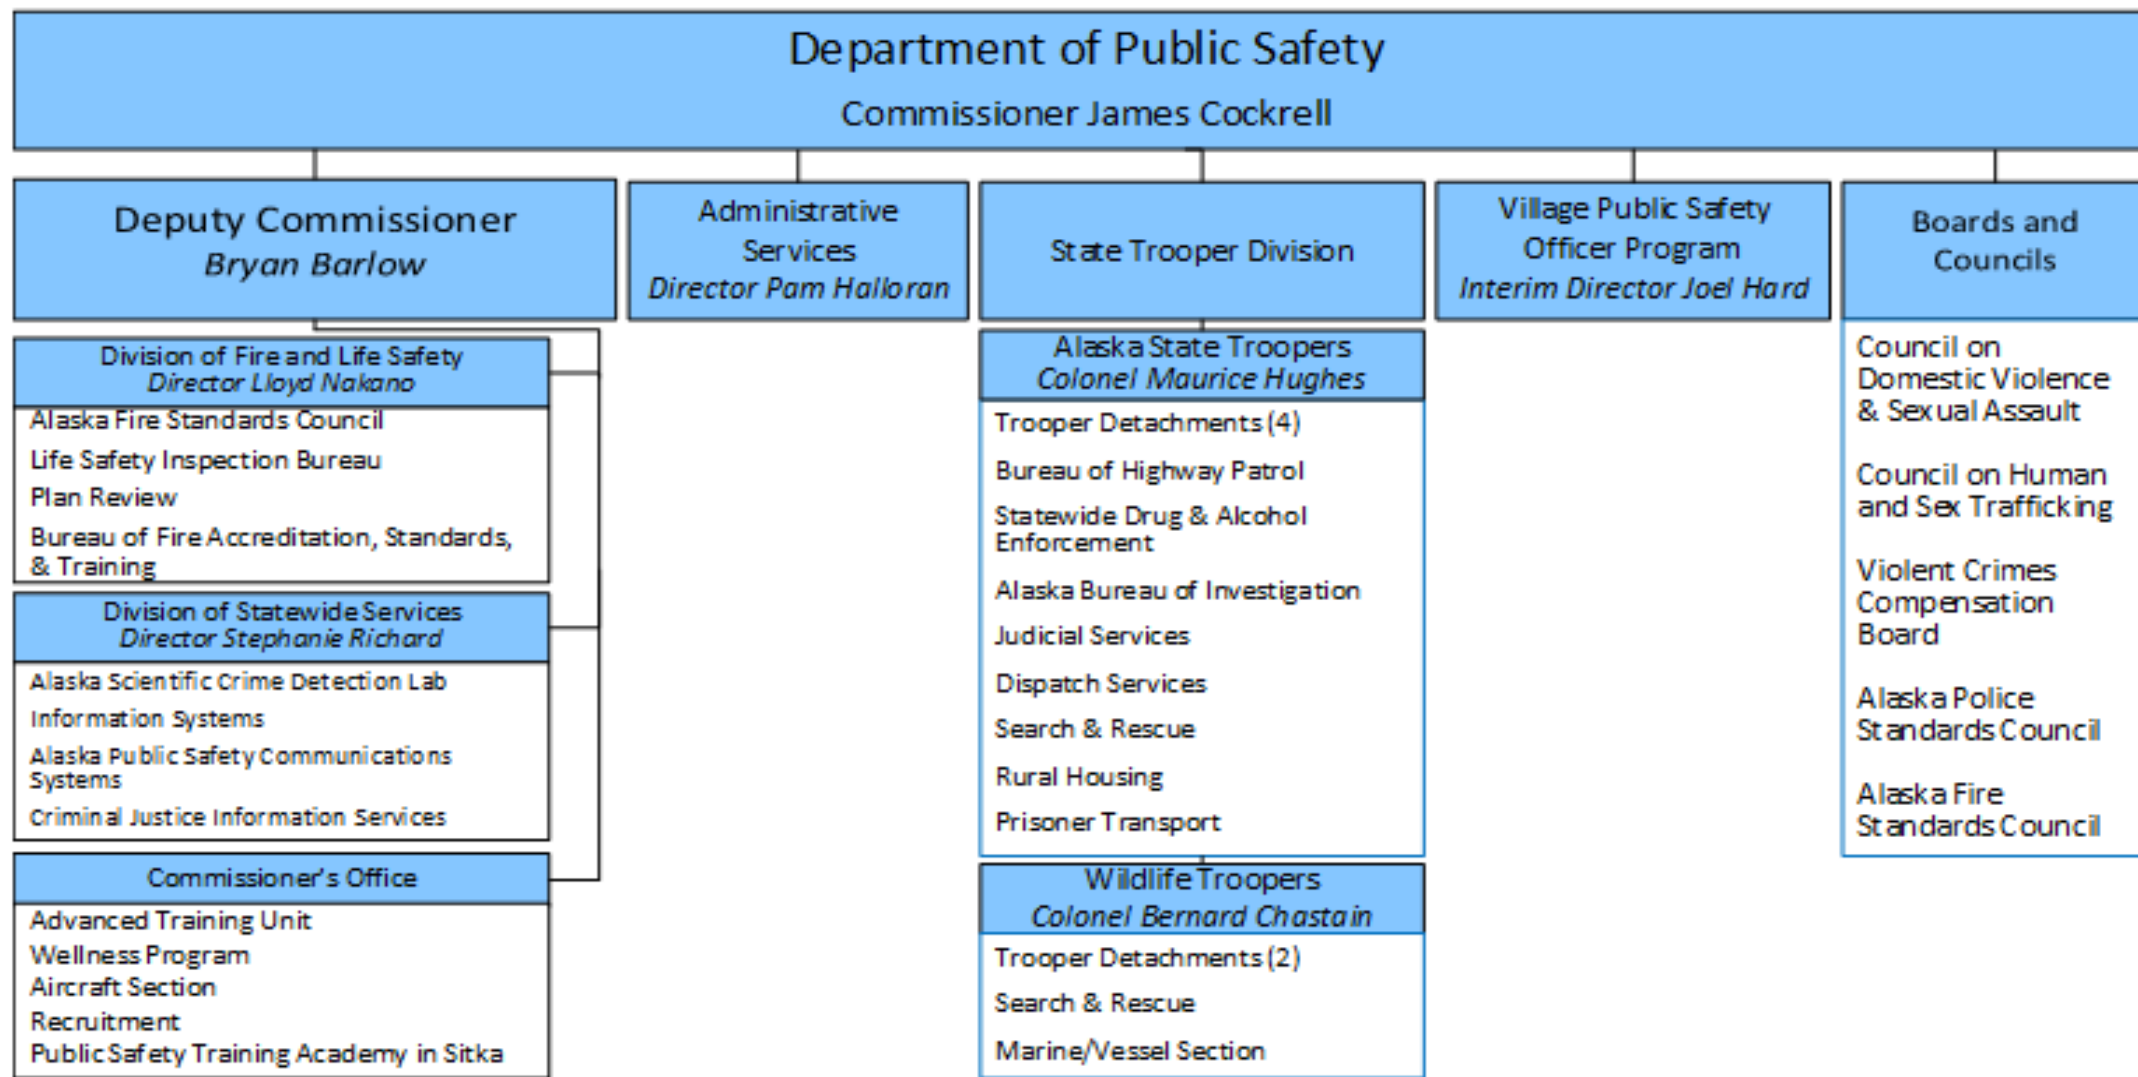 Department of Public Safety
Commissioner James Cockrell
Deputy Commissioner
Bryan Barlow
Division of Fire and Life Safety
Director Lloyd Nakano
Alaska Fire Standards Council
Life Safety Inspection Bureau
Plan Review
Bureau of Fire Accreditation, Standards,
& Training
Division of Statewide Services
Director Stephanie Richard
Alaska Scientific Crime Detection Lab
Information Systems
Alaska Public Safety Communications
Systems
Criminal Justice Information Services
Commissioner's Office
Advanced Training Unit
Wellness Program
Aircraft Section
Recruitment
Public Safety Training Academy in Sitka
Administrative
Services
Director Pam Halloran
State Trooper Division
Alaska State Troopers
Colonel Maurice Hughes
Trooper Detachments (4)
Bureau of Highway Patrol
Statewide Drug & Alcohol
Enforcement
Alaska Bureau of Investigation
Judicial Services
Dispatch Services
Search & Rescue
Rural Housing
Prisoner Transport
Wildlife Troopers
Colonel Bernard Chastain
Trooper Detachments (2)
Search & Rescue
Marine/Vessel Section
Village Public Safety
Officer Program
Interim Director Joel Hard
Boards and
Councils
Council on
Domestic Violence
& Sexual Assault
Council on Human
and Sex Trafficking
Violent Crimes
Compensation
Board
Alaska Police
Standards Council
Alaska Fire
Standards Council